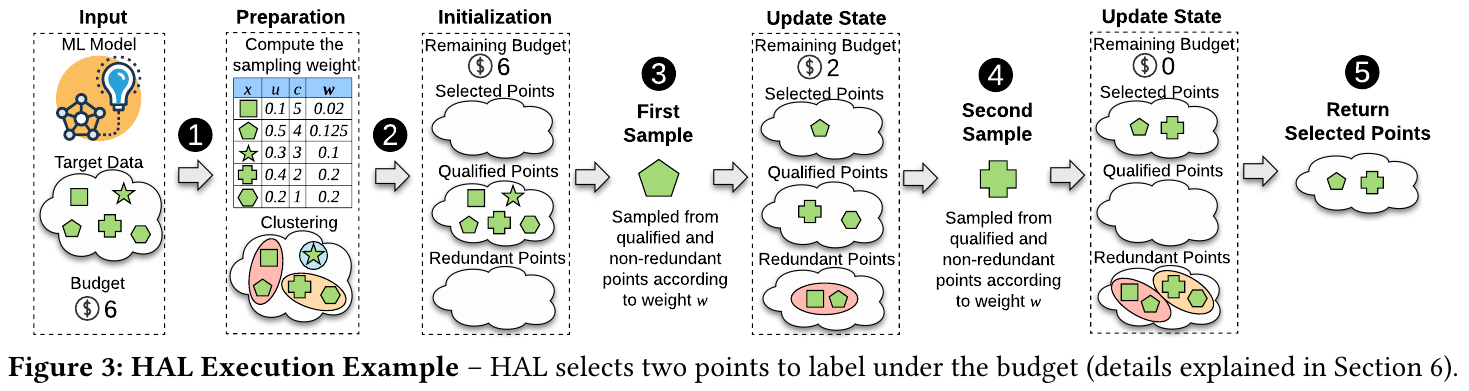 Input
ML Model
Target Data
Budget
$ 6
1
Preparation
Compute the
sampling weight
x u c w
0.1 5 0.02
0.5 4 0.125
0.3 3 0.1
0.4 2 0.2
0.2 1 0.2
Clustering
2
Initialization
Remaining Budget
$ 6
Selected Points
Qualified Points
Redundant Points
3
First
Sample
Sampled from
qualified and
non-redundant
points according
to weight w
Update State
Remaining Budget
$ 2
Selected Points
Qualified Points
Redundant Points
4
Second
Sample
Sampled from
qualified and
non-redundant
points according
to weight w
Update State
Remaining Budget
$ 0
Selected Points
Qualified Points
Redundant Points
5
Return
Selected Points
Figure 3: HAL Execution Example – HAL selects two points to label under the budget (details explained in Section 6).